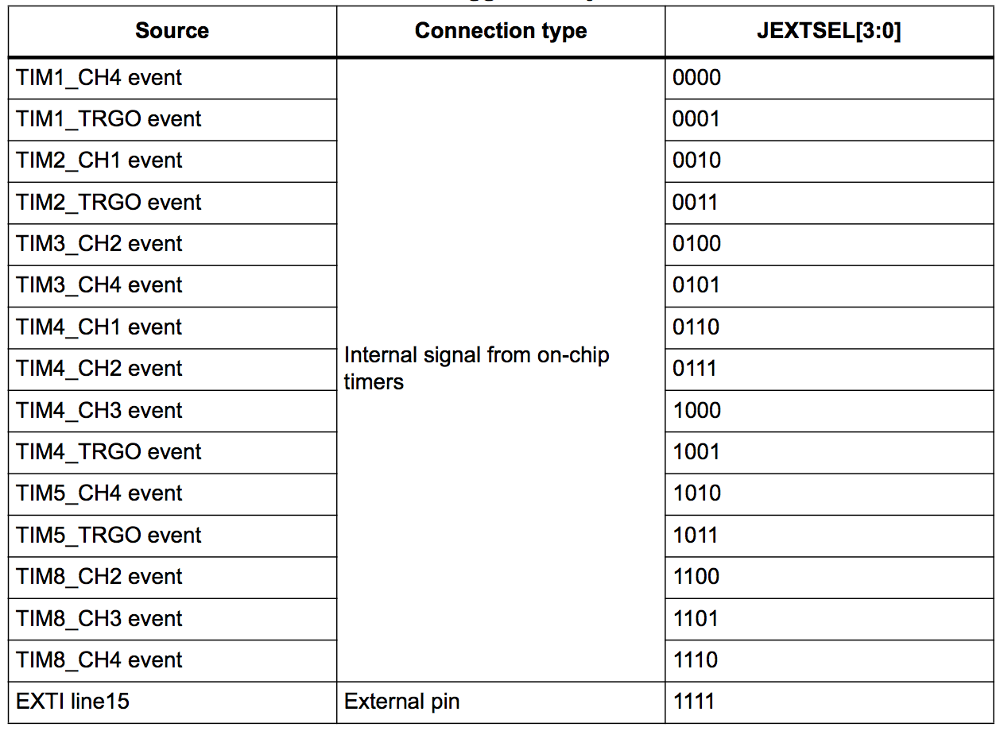 Source Connection type JEXTSEL[3:0]
TIM1_CH4 event 0000
TIM1_TRGO event 0001
TIM2_CH1 event 0010
TIM2_TRGO event 0011
TIM3_CH2 event 0100
TIM3_CH4 event 0101
TIM4_CH1 event 0110
Internal signal from on-chip
TIM4_CH2 event 0111
timers
TIM4_CH3 event 1000
TIM4_TRGO event 1001
TIM5_CH4 event 1010
TIM5_TRGO event 1011
TIM8_CH2 event 1100
TIM8_CH3 event 1101
TIM8_CH4 event 1110
EXTI line15 External pin 1111